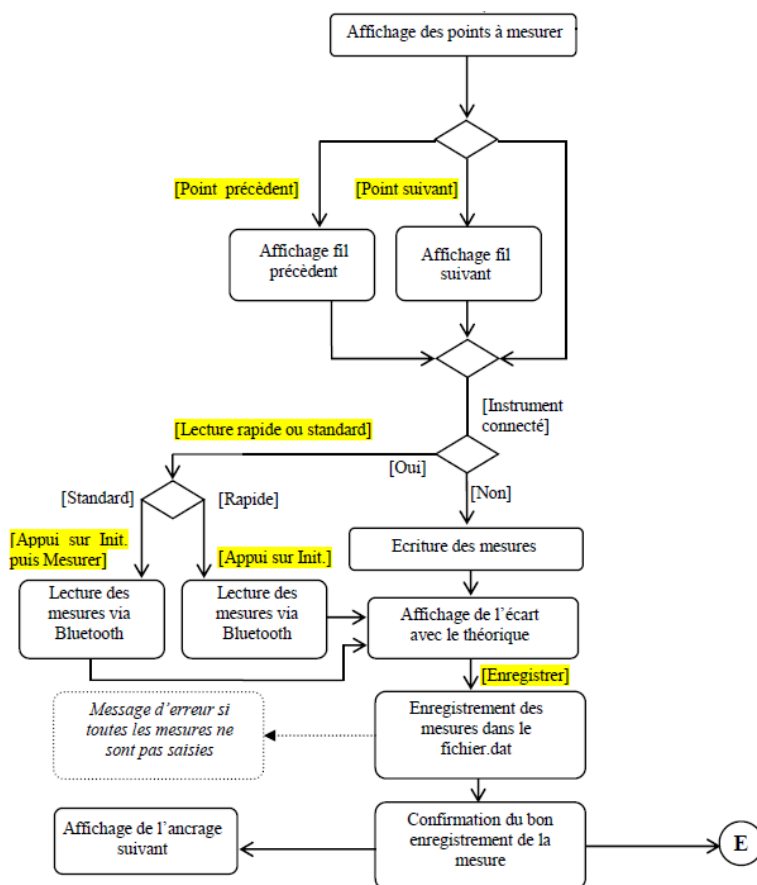 Affichage des points à mesurer
[Point précèdent]
[Point suivant]
Affichage fil
précèdent
Affichage fil
suivant
[Instrument
connecté]
[Lecture rapide ou standard]
[Oui]
[Non]
[Standard]
[Rapide]
[Appui sur Init.
puis Mesurer]
[Appui sur Init.]
Ecriture des mesures
Lecture des
mesures via
Bluetooth
Lecture des
mesures via
Bluetooth
Affichage de l'écart
avec le théorique
[Enregistrer]
Message d'erreur si
toutes les mesures ne
sont pas saisies
Enregistrement des
mesures dans le
fichier.dat
Affichage de l'ancrage
suivant
Confirmation du bon
enregistrement de la
mesure
E